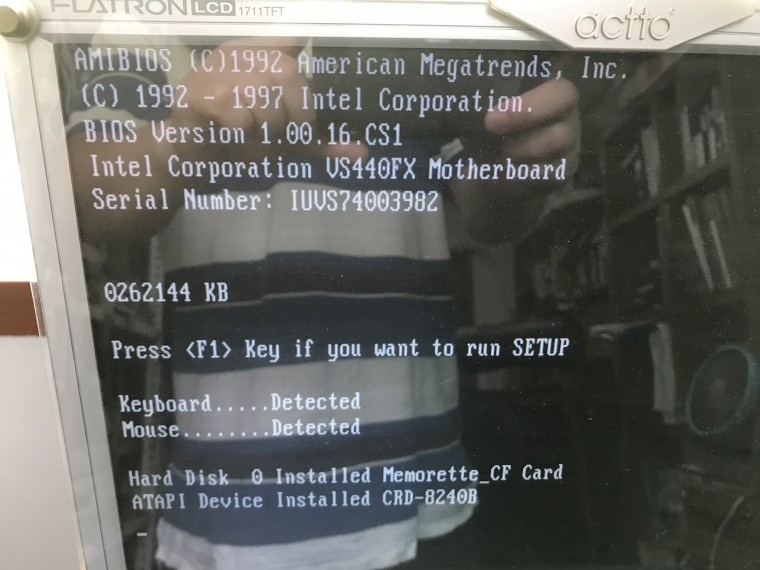 FLATRON LCD 1711TFT
actto
AMIBIOS (C)1992 American Megatrends, Inc.
(C) 1992 - 1997 Intel Corporation.
BIOS Version 1.00.16.CS1
Intel Corporation VS440FX Motherboard
Serial Number: IUVS74003982
0262144 KB
Press <F1> Key if you want to run SETUP
Keyboard.....Detected
Mouse........Detected
Hard Disk 0 Installed Memorette_CF Card
ATAPI Device Installed CRD-8240B